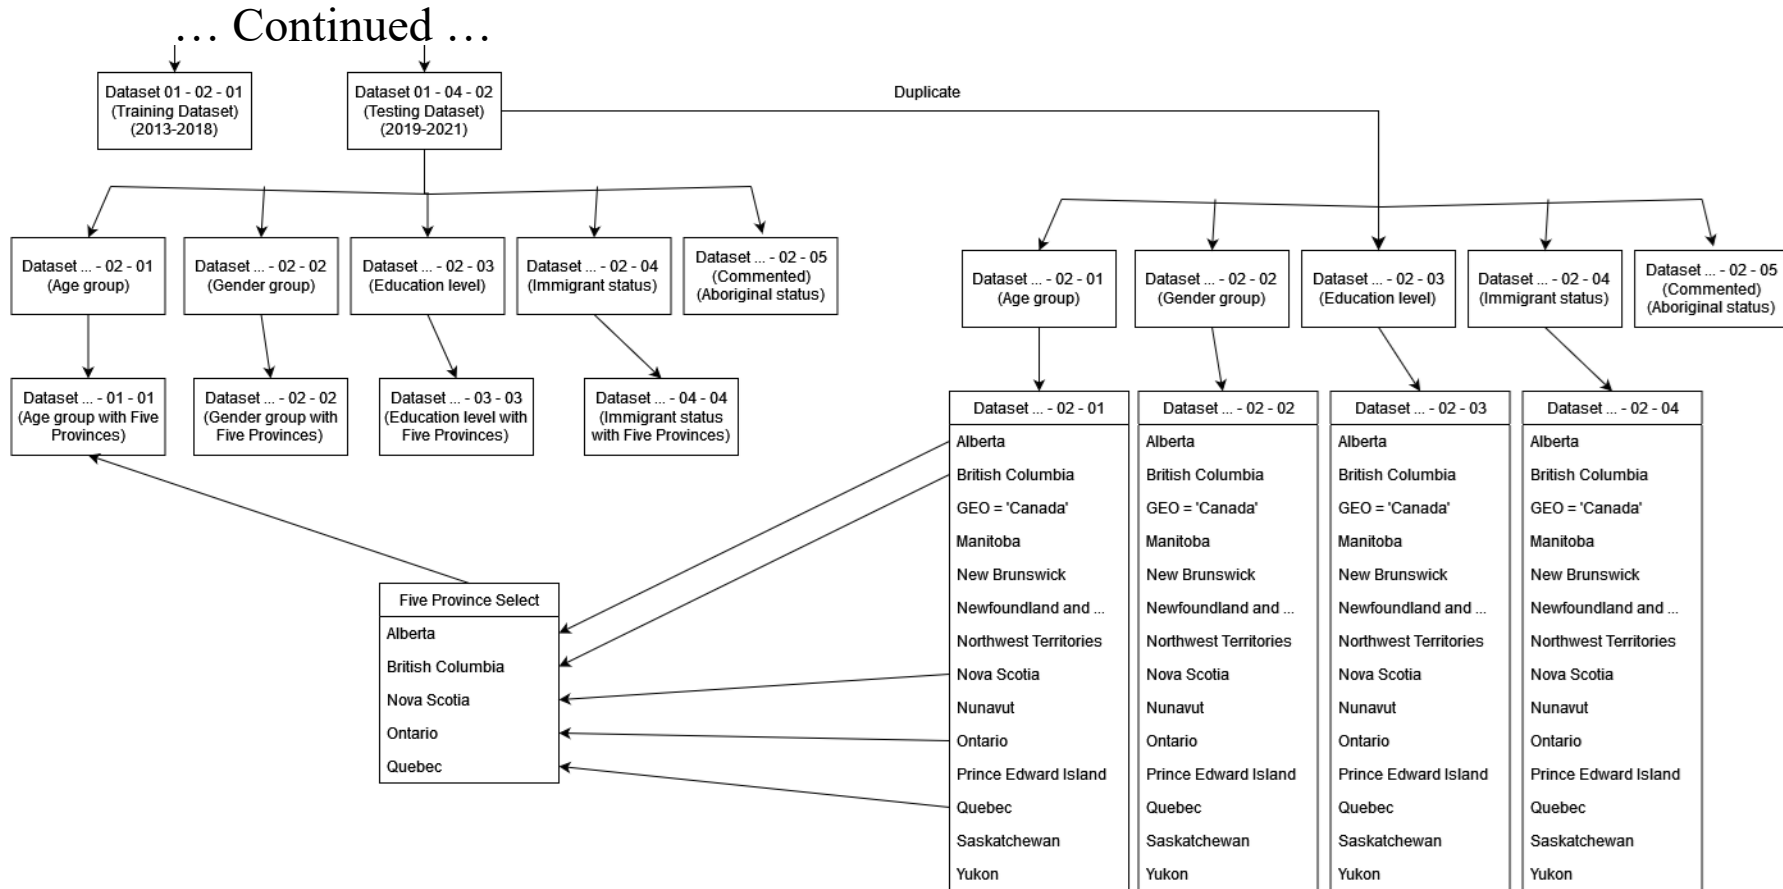 ... Continued ...
Dataset 01 - 02 - 01
(Training Dataset)
(2013-2018)
Dataset 01 - 04 - 02
(Testing Dataset)
(2019-2021)
Duplicate
Dataset ... - 02 - 01
(Age group)
Dataset ... - 02 - 02
(Gender group)
Dataset ... - 02 - 03
(Education level)
Dataset ... - 02 - 04
(Immigrant status)
Dataset ... - 02 - 05
(Commented)
(Aboriginal status)
Dataset ... - 02 - 01
(Age group)
Dataset ... - 02 - 02
(Gender group)
Dataset ... - 02 - 03
(Education level)
Dataset ... - 02 - 04
(Immigrant status)
Dataset ... - 02 - 05
(Commented)
(Aboriginal status)
Dataset ... - 01 - 01
(Age group with Five
Provinces)
Dataset ... - 02 - 02
(Gender group with
Five Provinces)
Dataset ... - 03 - 03
(Education level with
Five Provinces)
Dataset ... - 04 - 04
(Immigrant status
with Five Provinces)
Five Province Select
Alberta
British Columbia
Nova Scotia
Ontario
Quebec
Dataset ... - 02 - 01
Alberta
British Columbia
GEO = 'Canada'
Manitoba
New Brunswick
Newfoundland and ...
Northwest Territories
Nova Scotia
Nunavut
Ontario
Prince Edward Island
Quebec
Saskatchewan
Yukon
Dataset ... - 02 - 02
Alberta
British Columbia
GEO = 'Canada'
Manitoba
New Brunswick
Newfoundland and ...
Northwest Territories
Nova Scotia
Nunavut
Ontario
Prince Edward Island
Quebec
Saskatchewan
Yukon
Dataset ... - 02 - 03
Alberta
British Columbia
GEO = 'Canada'
Manitoba
New Brunswick
Newfoundland and ...
Northwest Territories
Nova Scotia
Nunavut
Ontario
Prince Edward Island
Quebec
Saskatchewan
Yukon
Dataset ... - 02 - 04
Alberta
British Columbia
GEO = 'Canada'
Manitoba
New Brunswick
Newfoundland and ...
Northwest Territories
Nova Scotia
Nunavut
Ontario
Prince Edward Island
Quebec
Saskatchewan
Yukon